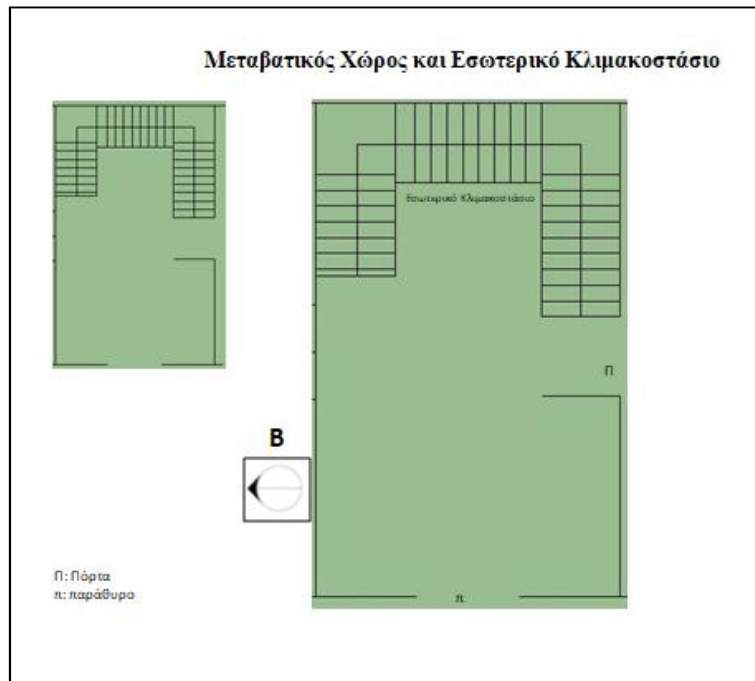 Μεταβατικός Χώρος και Εσωτερικό Κλιμακοστάσιο
Εσωτερικό Κλιμακοστάσιο
Π
Β
Π: Πόρτα
π: παράθυρο
π